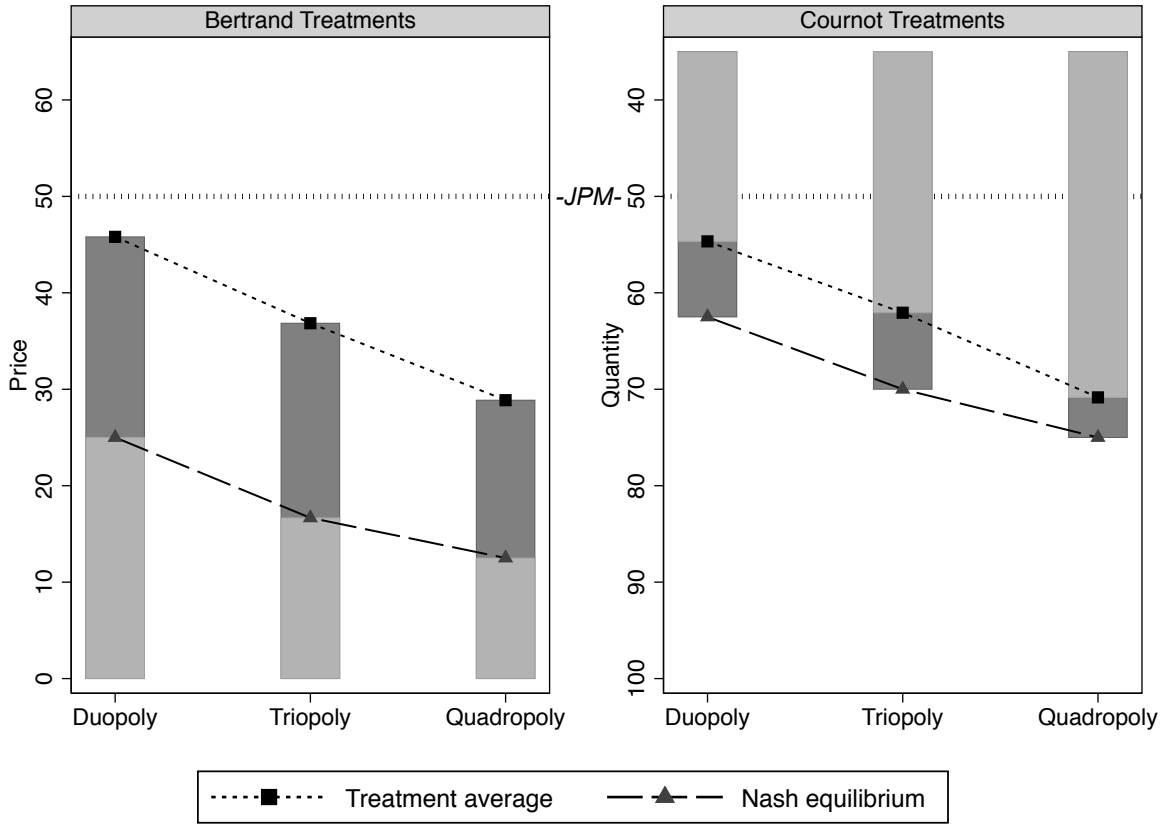 Bertrand Treatments
Price
60
50
40
30
20
10
0
Duopoly Triopoly Quadropoly
-JPM-
Cournot Treatments
Quantity
40
50
60
70
80
90
100
Duopoly Triopoly Quadropoly
Treatment average Nash equilibrium